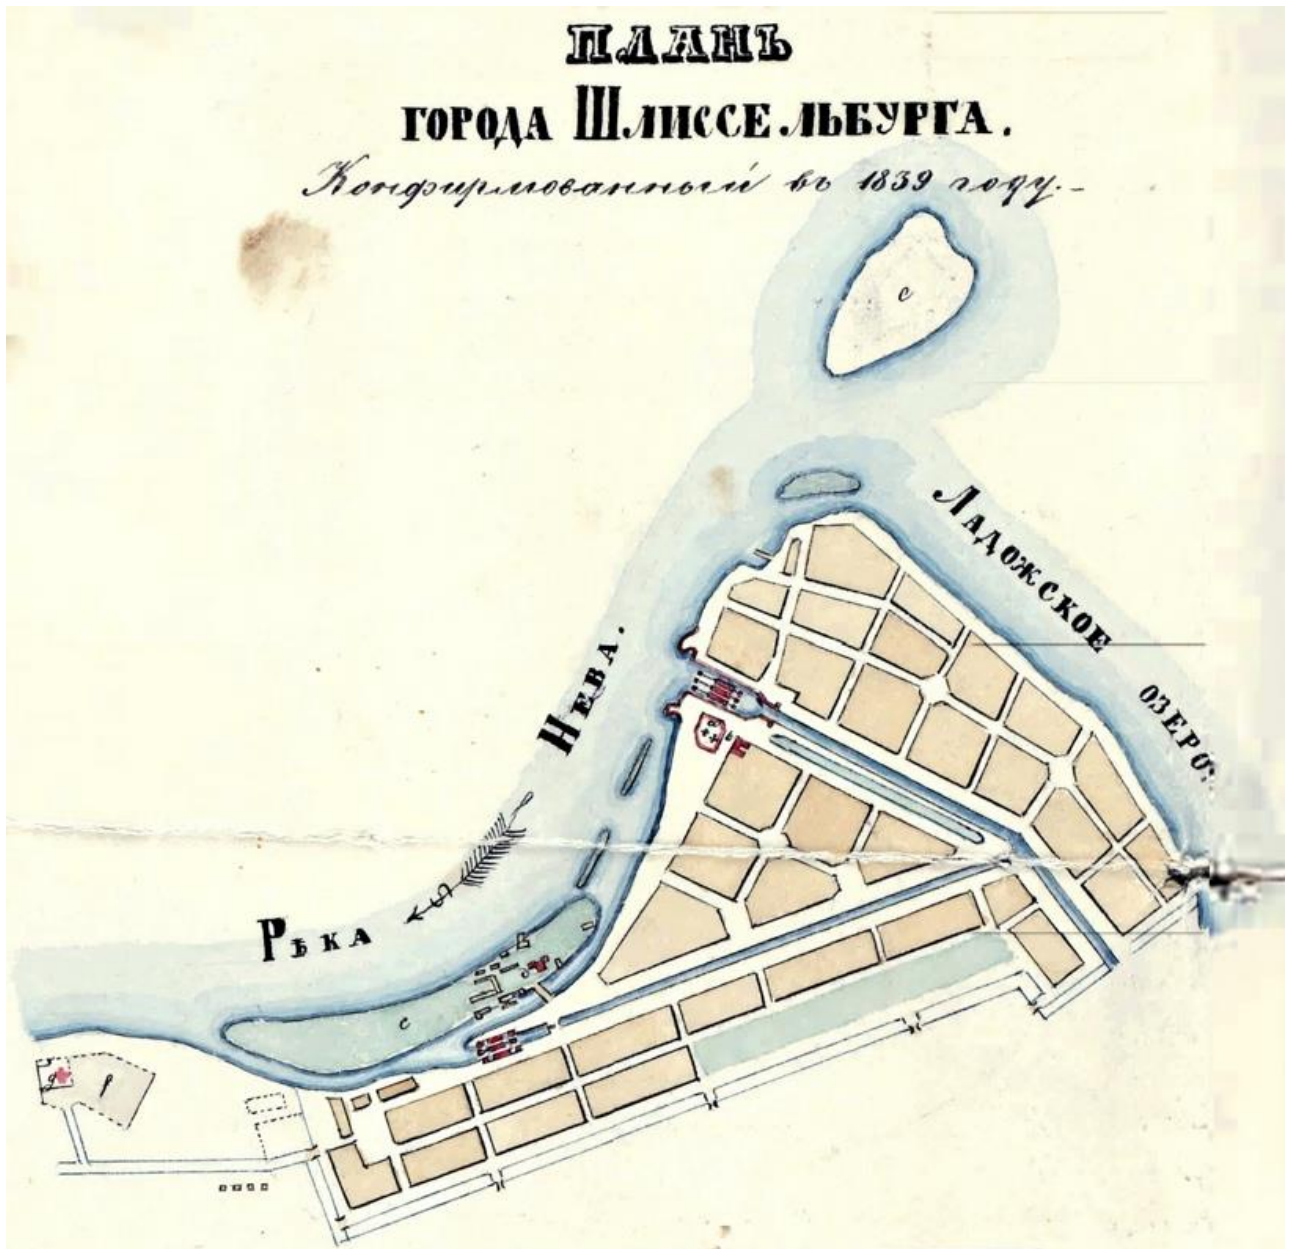 ПЛАНЪ
ГОРОДА ШЛИССЕЛЬБУРГА.
Конфирмованный въ 1839 году.
с
ЛАДОЖСКОЕ
ОЗЕРО.
НЕВА.
РѢКА
с